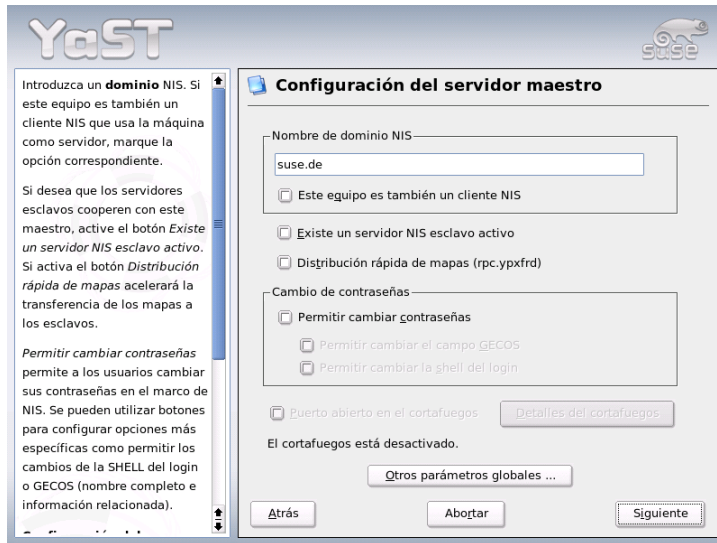 YaST
SUSE
Introduzca un dominio NIS. Si
este equipo es también un
cliente NIS que usa la máquina
como servidor, marque la
opción correspondiente.
Si desea que los servidores
esclavos cooperen con este
maestro, active el botón Existe
un servidor NIS esclavo activo.
Si activa el botón Distribución
rápida de mapas acelerará la
transferencia de los mapas a
los esclavos.
Permitir cambiar contraseñas
permite a los usuarios cambiar
sus contraseñas en el marco de
NIS. Se pueden utilizar botones
para configurar opciones más
específicas como permitir los
cambios de la SHELL del login
o GECOS (nombre completo e
información relacionada).
Configuración del servidor maestro
Nombre de dominio NIS
suse.de
Este equipo es también un cliente NIS
Existe un servidor NIS esclavo activo
Distribución rápida de mapas (rpc.ypxfrd)
Cambio de contraseñas
Permitir cambiar contraseñas
Permitir cambiar el campo GECOS
Permitir cambiar la shell del login
Puerto abierto en el cortafuegos
Detalles del cortafuegos...
El cortafuegos está desactivado.
Otros parámetros globales ...
Atrás
Abortar
Siguiente